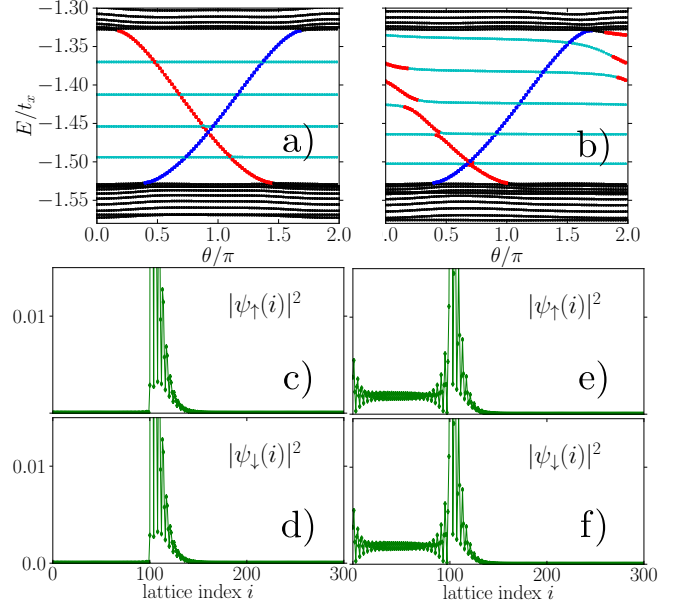 −1.30
−1.35
−1.40
−1.45
−1.50
−1.55
E/t_x
a)
b)
0.0 0.5 1.0 1.5 2.0
.0 0.5 1.0 1.5 2.0
θ/π
θ/π
0.01
|ψ↑(i)|²
c)
|ψ↑(i)|²
e)
0.01
0.0
|ψ↓(i)|²
d)
|ψ↓(i)|²
f)
0 100 200 300
100 200 300
lattice index i
lattice index i